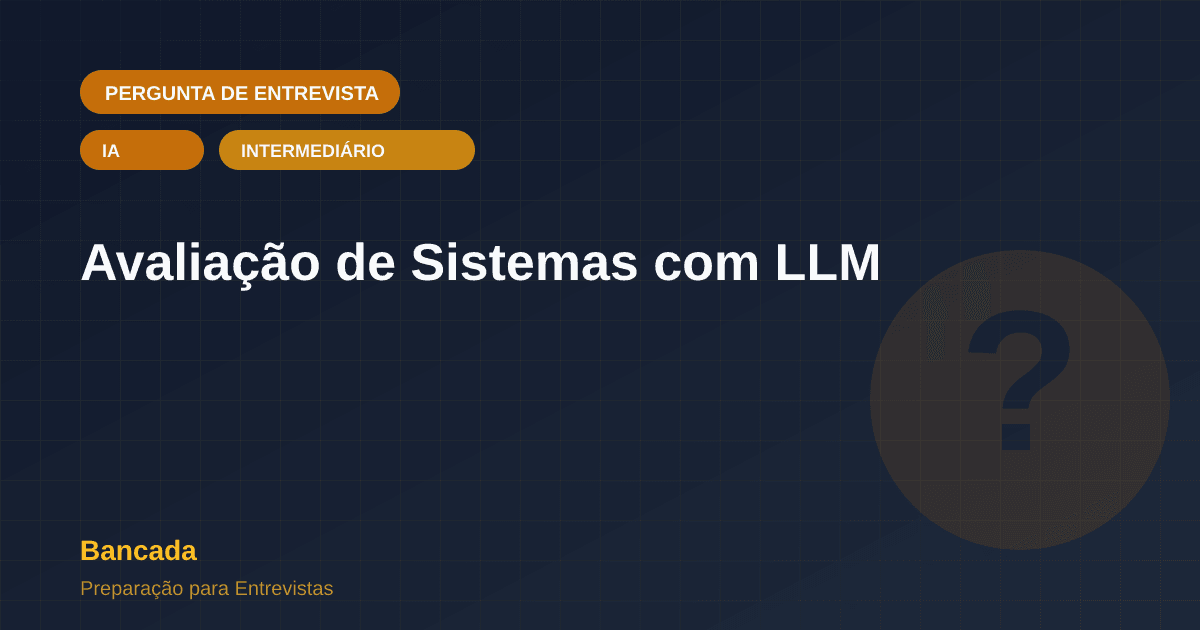 PERGUNTA DE ENTREVISTA
IA INTERMEDIÁRIO
Avaliação de Sistemas com LLM
?
Bancada
Preparação para Entrevistas